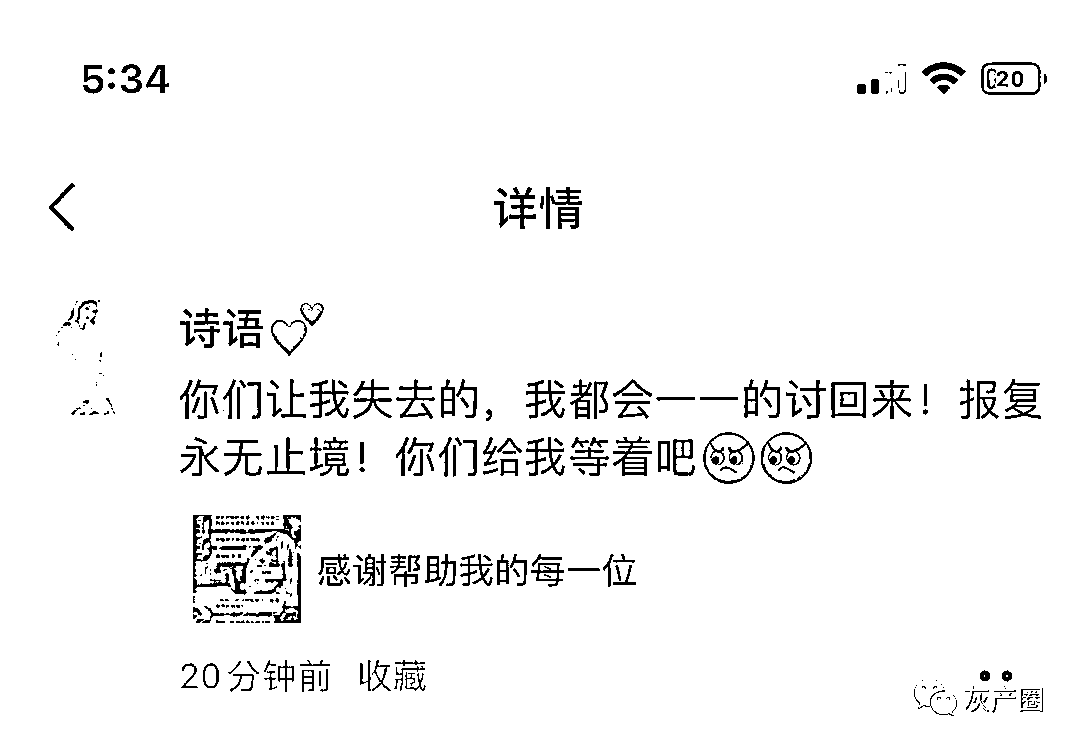 5:34
20
详情
诗语💕
你们让我失去的，我都会一一的讨回来！报复
永无止境！你们给我等着吧😠😠
感谢帮助我的每一位
20分钟前 收藏
灰产圈